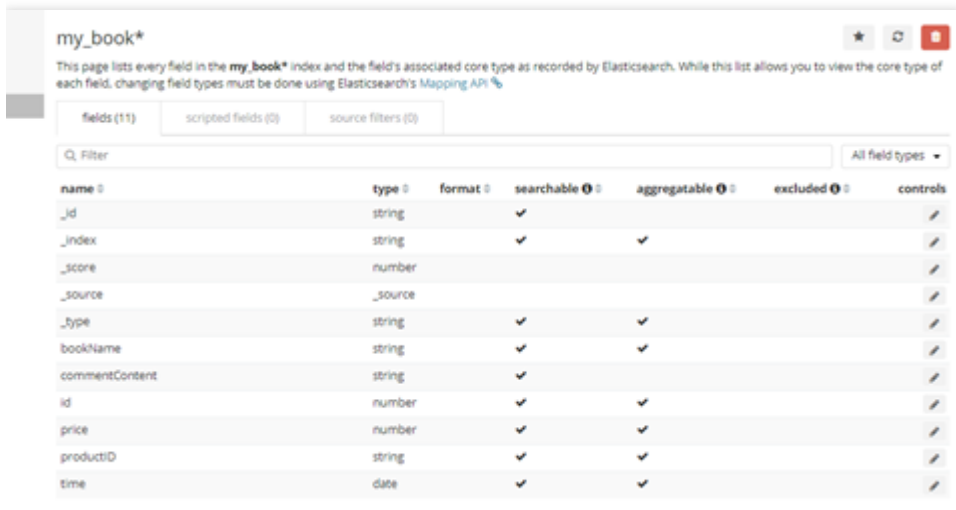 my_book*
This page lists every field in the my_book* index and the field's associated core type as recorded by Elasticsearch. While this list allows you to view the core type of
each field, changing field types must be done using Elasticsearch's Mapping API
fields (11) scripted fields (0) source filters (0)
Filter All field types
name type format searchable aggregatable excluded controls
_id string
_index string
_score number
_source _source
_type string
bookName string
commentContent string
id number
price number
productID string
time date